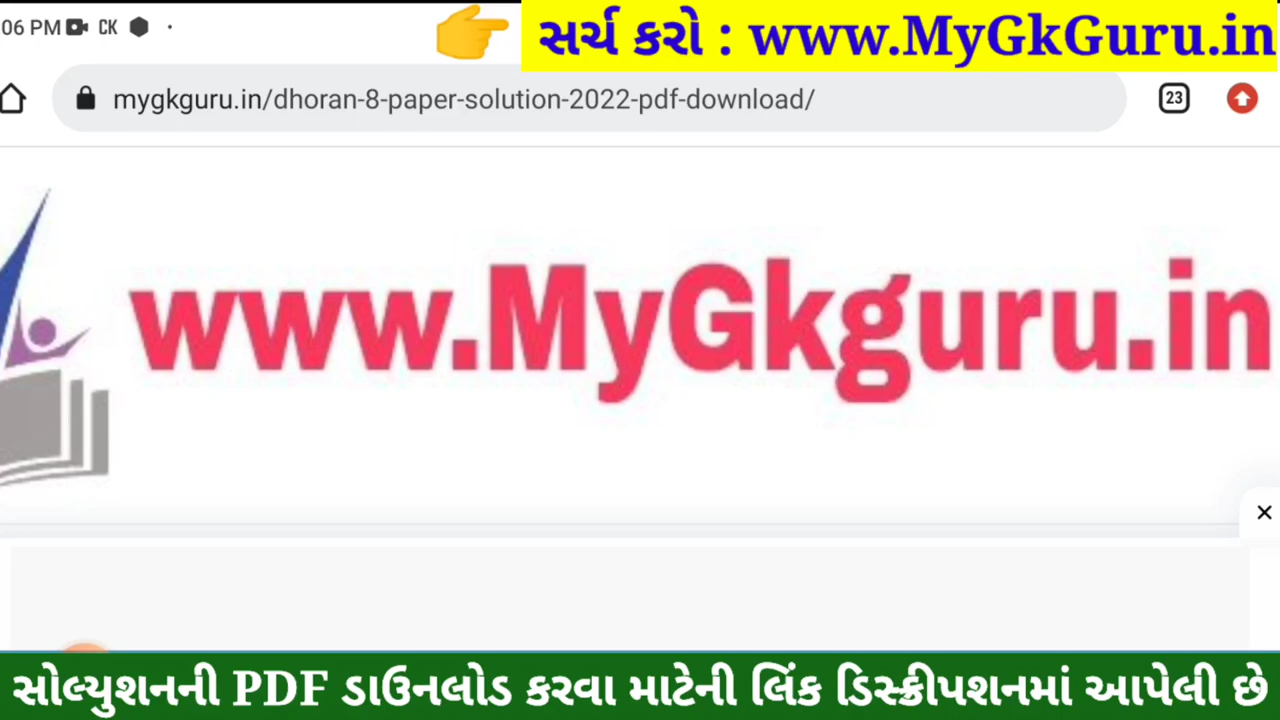 06 PM CK
સર્ચ કરો : www.MyGkGuru.in
mygkguru.in/dhoran-8-paper-solution-2022-pdf-download/
23
www.MyGkguru.in
સોલ્યુશનની PDF ડાઉનલોડ કરવા માટેની લિંક ડિસ્ક્રીપશનમાં આપેલી છે